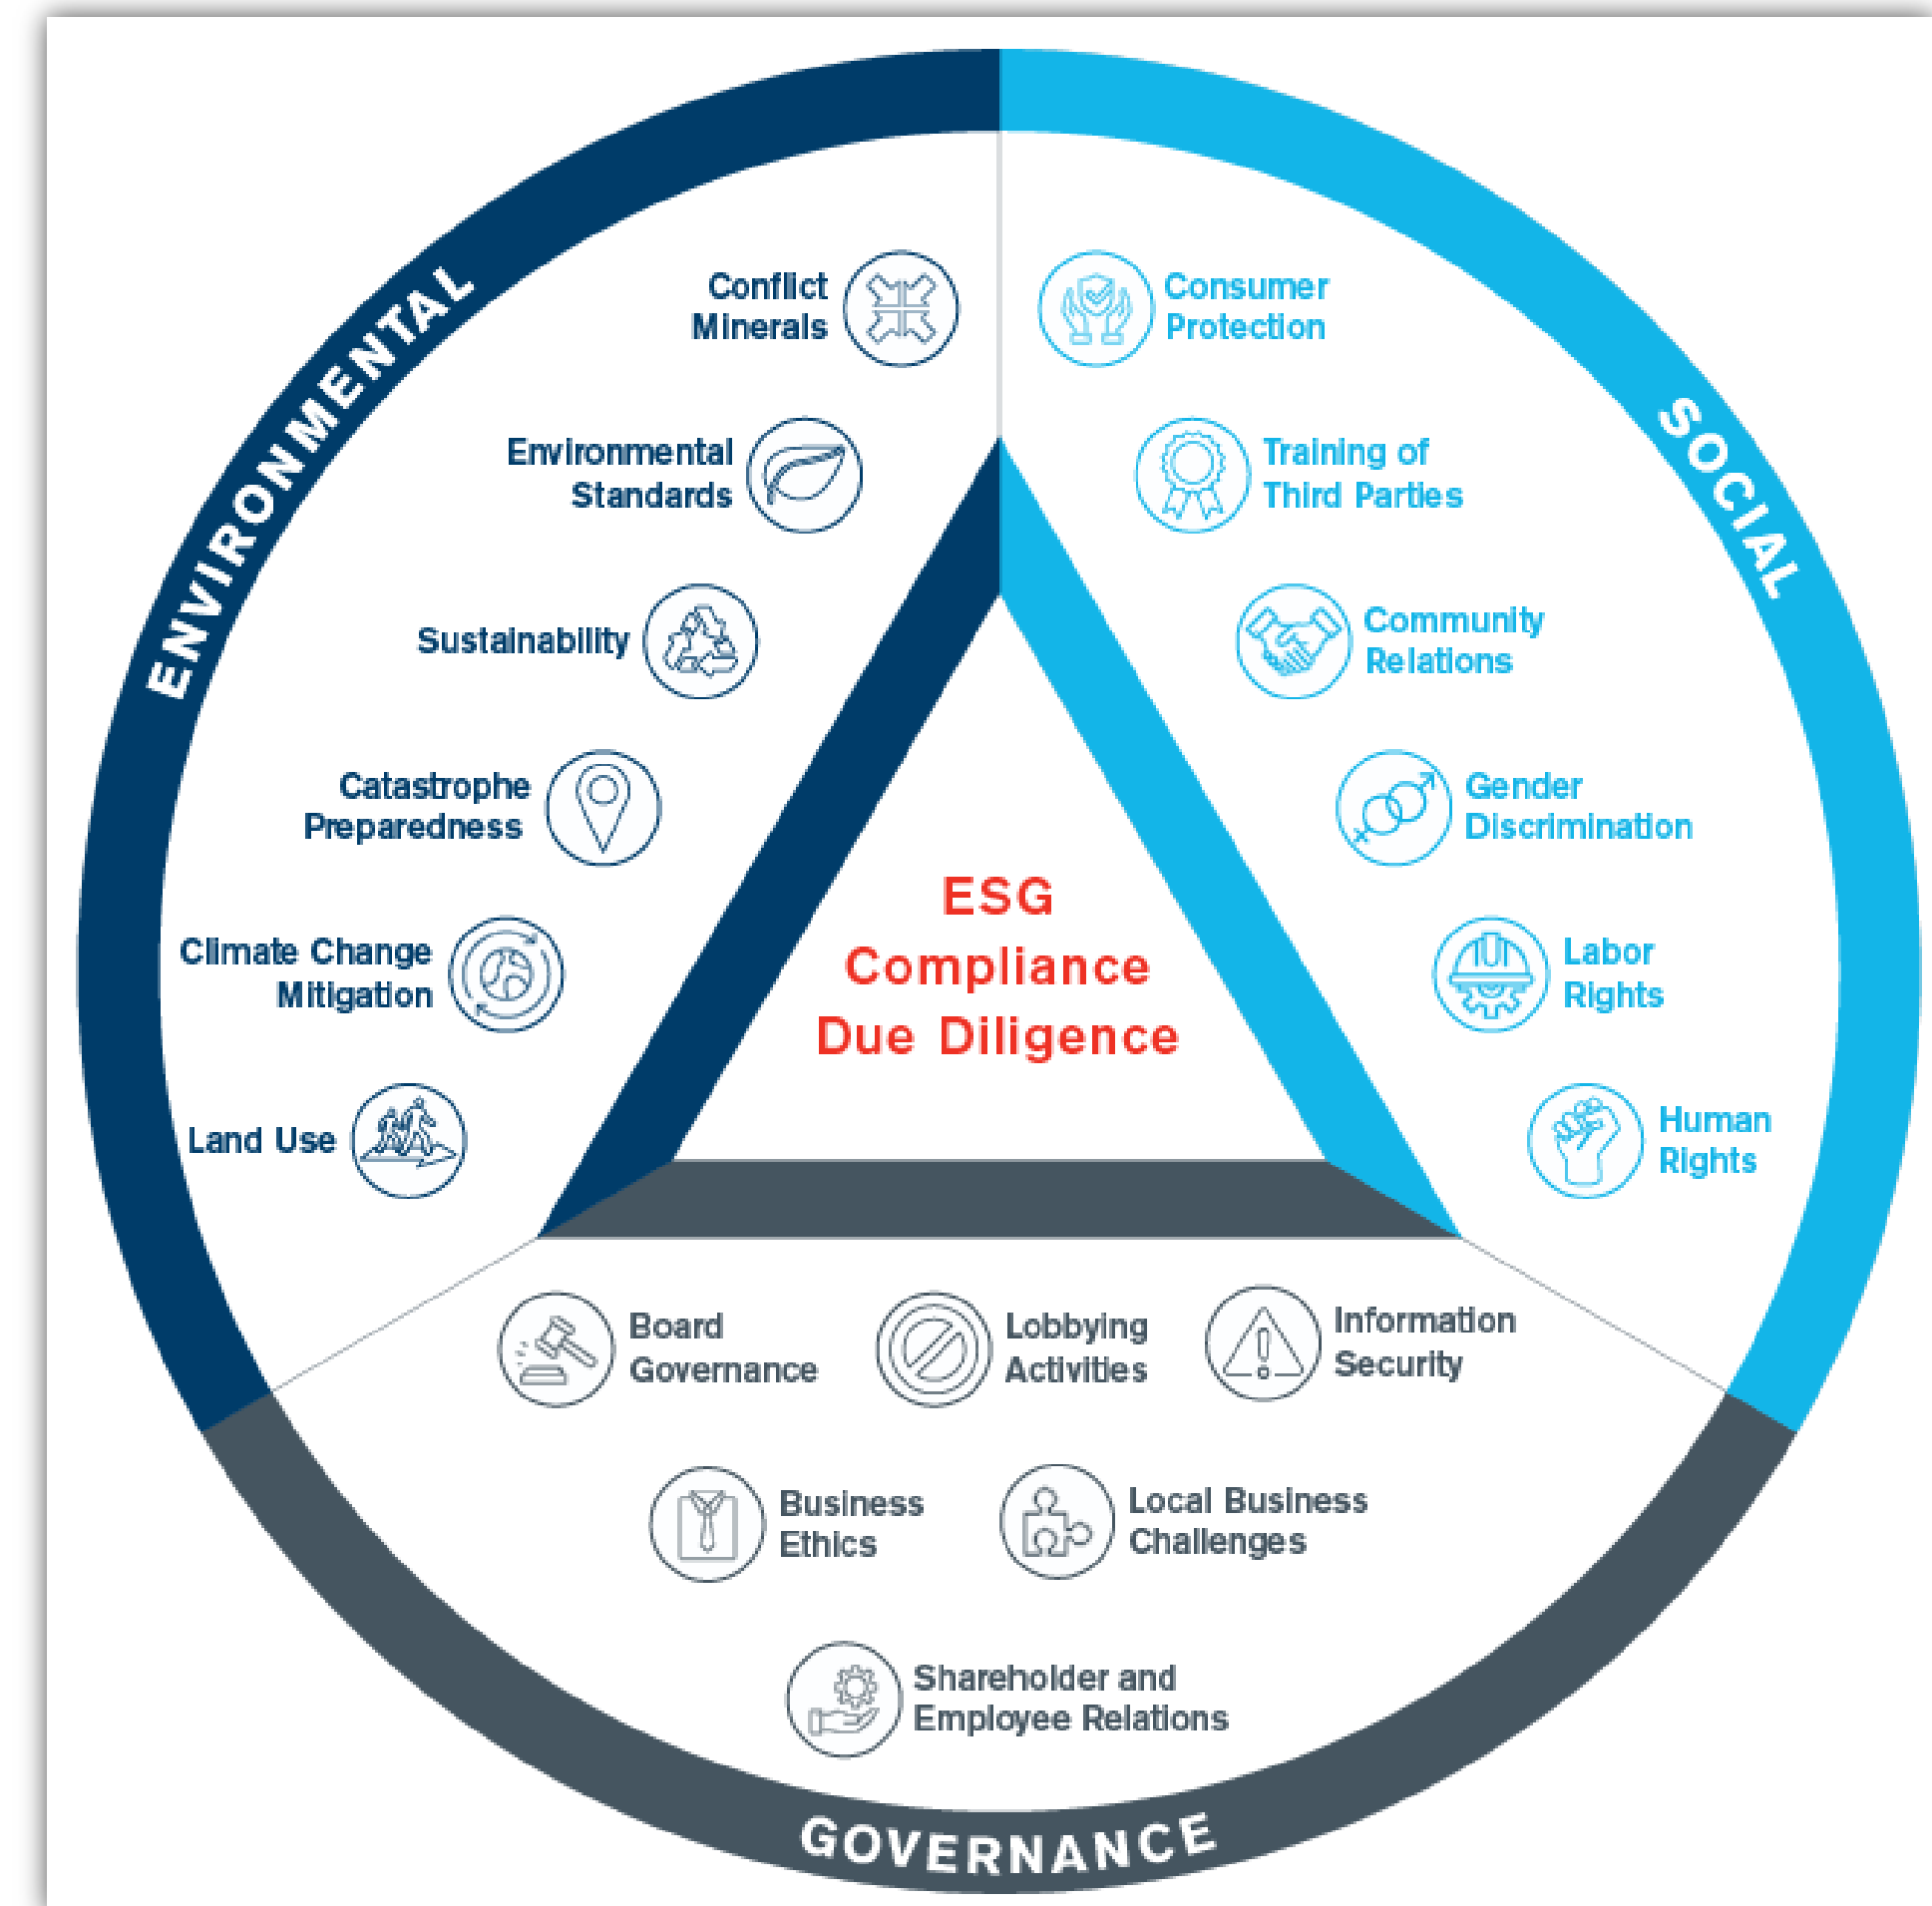 ENVIRONMENTAL
Conflict
Minerals
Environmental
Standards
Sustainability
Catastrophe
Preparedness
Climate Change
Mitigation
Land Use
SOCIAL
Consumer
Protection
Training of
Third Parties
Community
Relations
Gender
Discrimination
Labor
Rights
Human
Rights
ESG
Compliance
Due Diligence
Board
Governance
Lobbying
Activities
Information
Security
Business
Ethics
Local Business
Challenges
Shareholder and
Employee Relations
GOVERNANCE